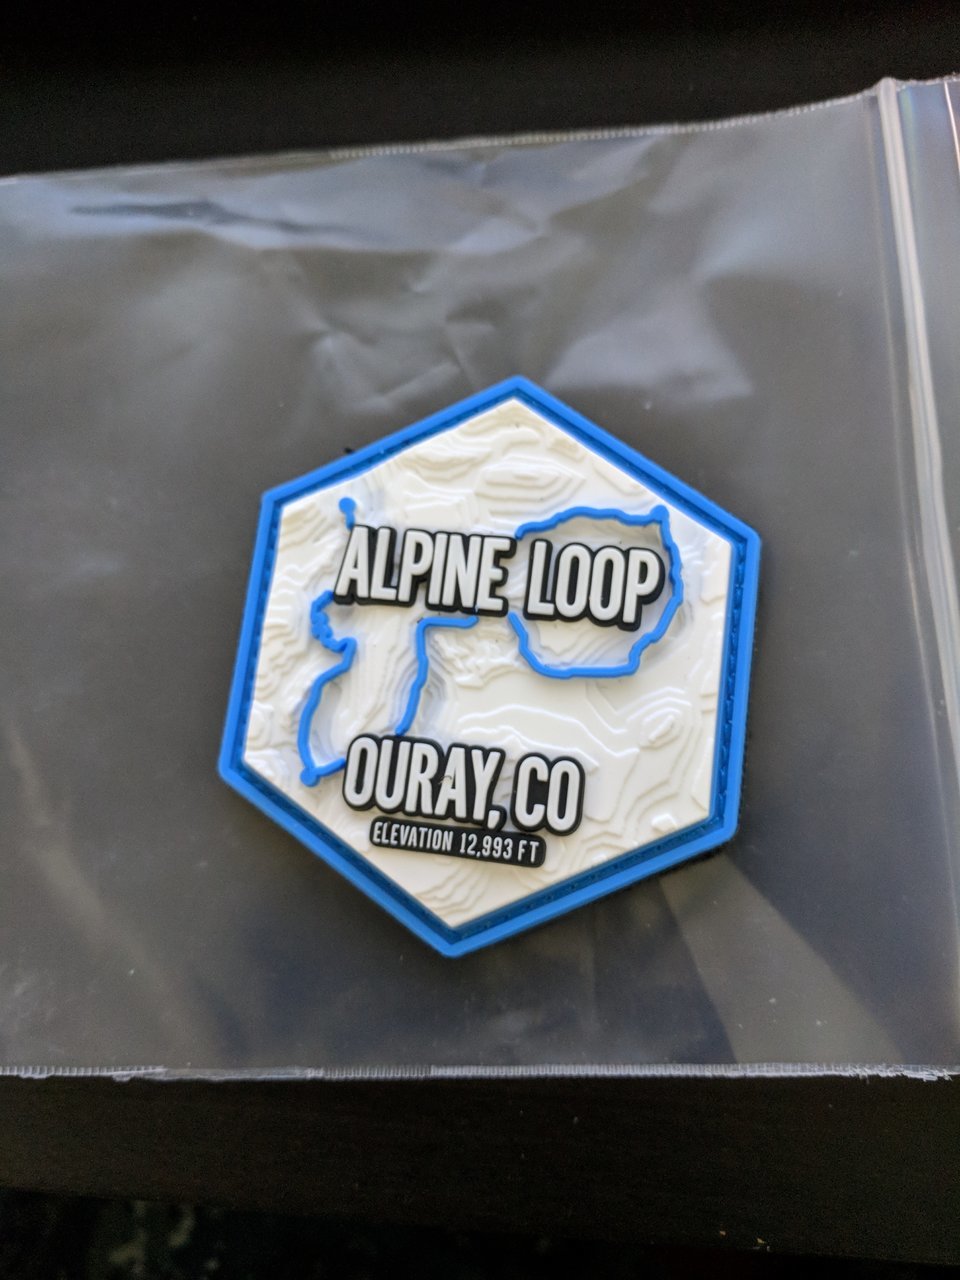 ALPINE LOOP
OURAY, CO
ELEVATION 12,993 FT